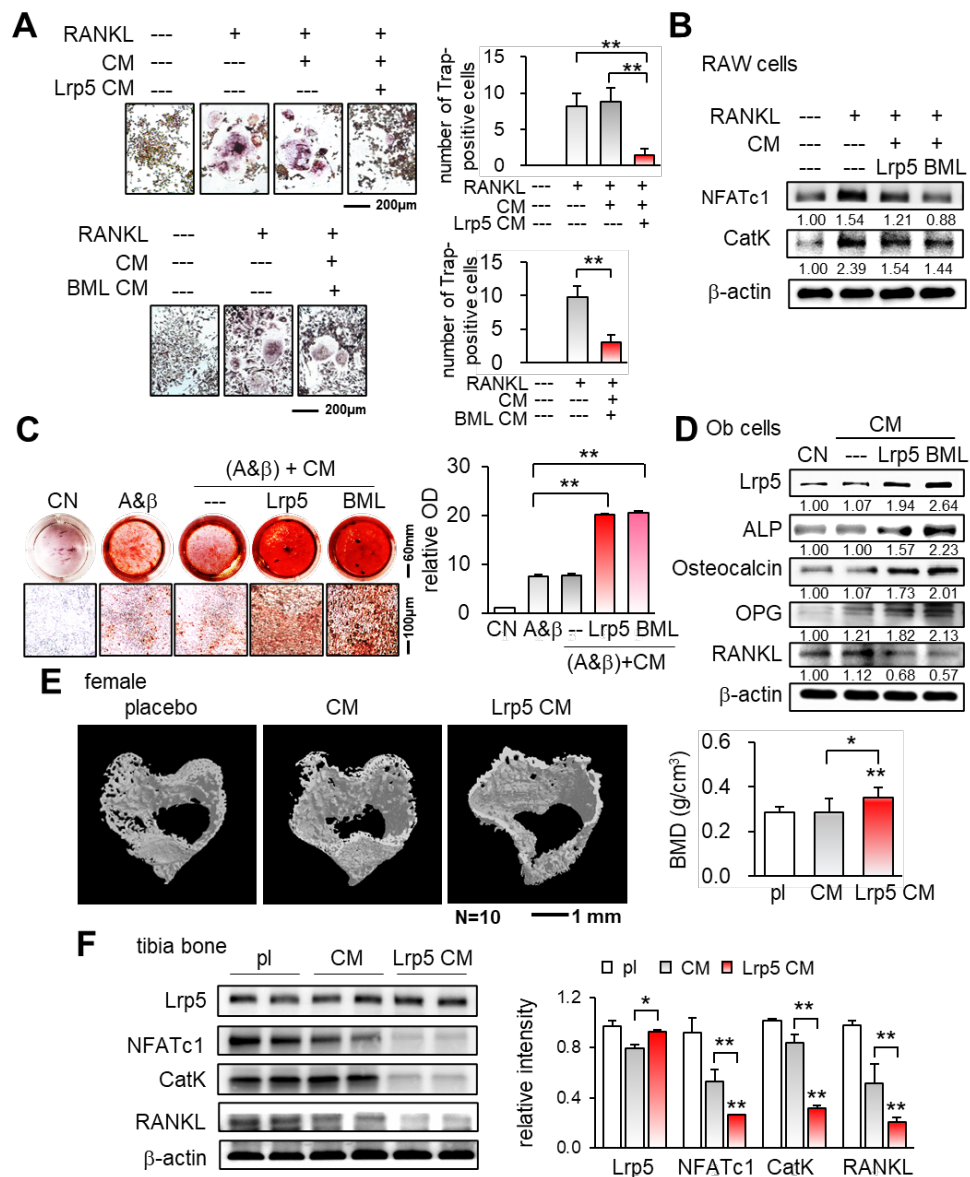 A
RANKL --- + + +
CM --- --- + +
Lrp5 CM --- --- --- +
200µm
RANKL --- + +
CM --- --- +
BML CM --- --- +
200µm
number of Trap-
positive cells
15
10
5
0
**
**
RANKL --- + + +
CM --- --- + +
Lrp5 CM --- --- --- +
number of Trap-
positive cells
15
10
5
0
**
RANKL --- + +
CM --- --- +
BML CM --- --- +
B
RAW cells
RANKL --- + + +
CM --- --- + +
--- --- Lrp5 BML
NFATc1
1.00 1.54 1.21 0.88
CatK
1.00 2.39 1.54 1.44
β-actin
C
(A&β) + CM
CN A&β --- Lrp5 BML
60mm
100µm
relative OD
30
20
10
0
**
**
CN A&β -- Lrp5 BML
(A&β)+CM
D Ob cells
CM
CN --- Lrp5 BML
Lrp5
1.00 1.07 1.94 2.64
ALP
1.00 1.00 1.57 2.23
Osteocalcin
1.00 1.07 1.73 2.01
OPG
1.00 1.21 1.82 2.13
RANKL
1.00 1.12 0.68 0.57
β-actin
E female
placebo CM Lrp5 CM
N=10 1 mm
BMD (g/cm³)
0.6
0.4
0.2
0.0
*
**
pl CM Lrp5 CM
F tibia bone
pl CM Lrp5 CM
Lrp5
NFATc1
CatK
RANKL
β-actin
pl CM Lrp5 CM
relative intensity
1.2
0.8
0.4
0.0
*
**
**
**
**
**
**
Lrp5 NFATc1 CatK RANKL